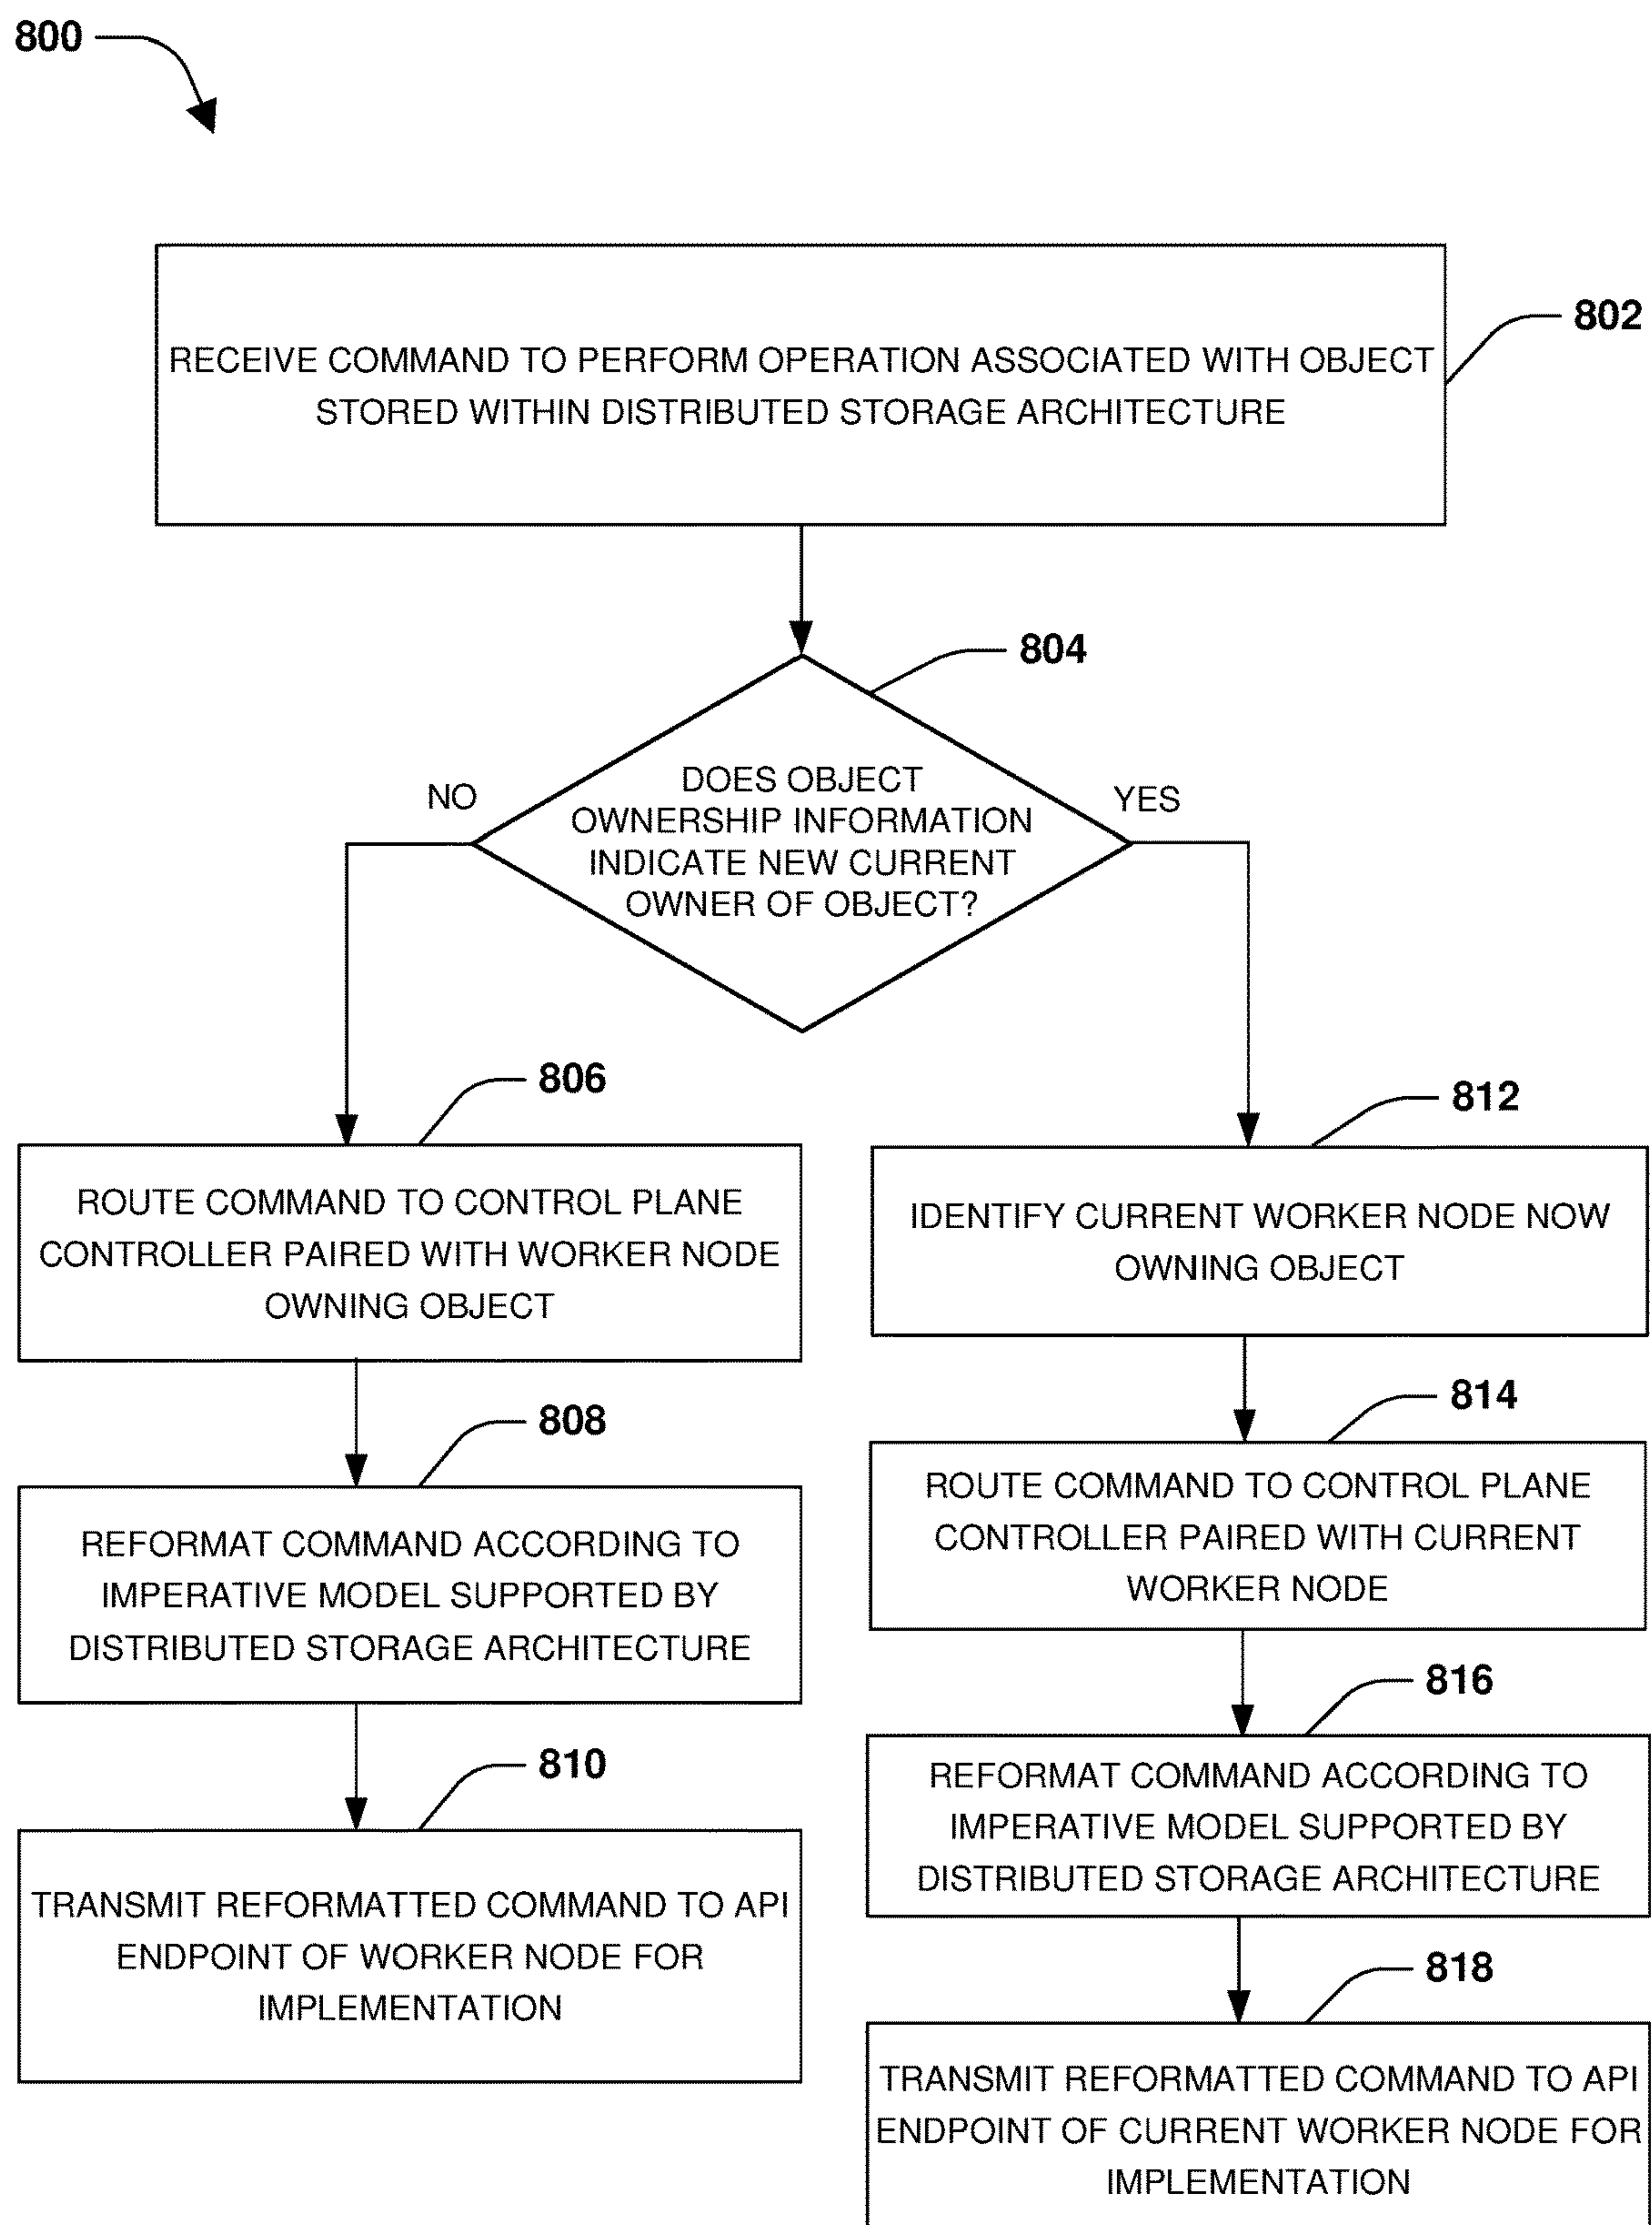 800
802
RECEIVE COMMAND TO PERFORM OPERATION ASSOCIATED WITH OBJECT
STORED WITHIN DISTRIBUTED STORAGE ARCHITECTURE
804
DOES OBJECT
OWNERSHIP INFORMATION
INDICATE NEW CURRENT
OWNER OF OBJECT?
NO
YES
806
ROUTE COMMAND TO CONTROL PLANE
CONTROLLER PAIRED WITH WORKER NODE
OWNING OBJECT
808
REFORMAT COMMAND ACCORDING TO
IMPERATIVE MODEL SUPPORTED BY
DISTRIBUTED STORAGE ARCHITECTURE
810
TRANSMIT REFORMATTED COMMAND TO API
ENDPOINT OF WORKER NODE FOR
IMPLEMENTATION
812
IDENTIFY CURRENT WORKER NODE NOW
OWNING OBJECT
814
ROUTE COMMAND TO CONTROL PLANE
CONTROLLER PAIRED WITH CURRENT
WORKER NODE
816
REFORMAT COMMAND ACCORDING TO
IMPERATIVE MODEL SUPPORTED BY
DISTRIBUTED STORAGE ARCHITECTURE
818
TRANSMIT REFORMATTED COMMAND TO API
ENDPOINT OF CURRENT WORKER NODE FOR
IMPLEMENTATION